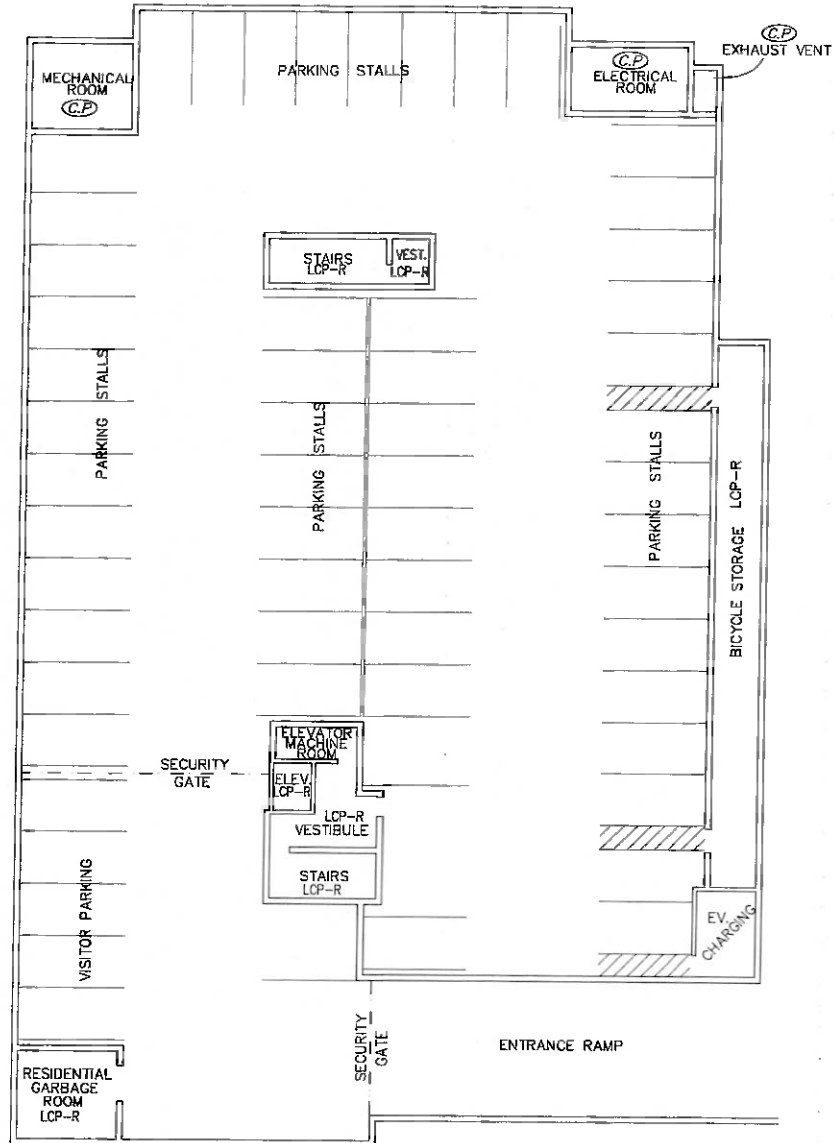 C.P
EXHAUST VENT
MECHANICAL
ROOM
C.P
PARKING STALLS
C.P
ELECTRICAL
ROOM
STAIRS
LCP-R
VEST.
LCP-R
PARKING STALLS
PARKING STALLS
PARKING STALLS
BICYCLE STORAGE LCP-R
ELEVATOR
MACHINE
ROOM
SECURITY
GATE
ELEV.
LCP-R
LCP-R
VESTIBULE
STAIRS
LCP-R
VISITOR PARKING
EV.
CHARGING
SECURITY
GATE
ENTRANCE RAMP
RESIDENTIAL
GARBAGE
ROOM
LCP-R